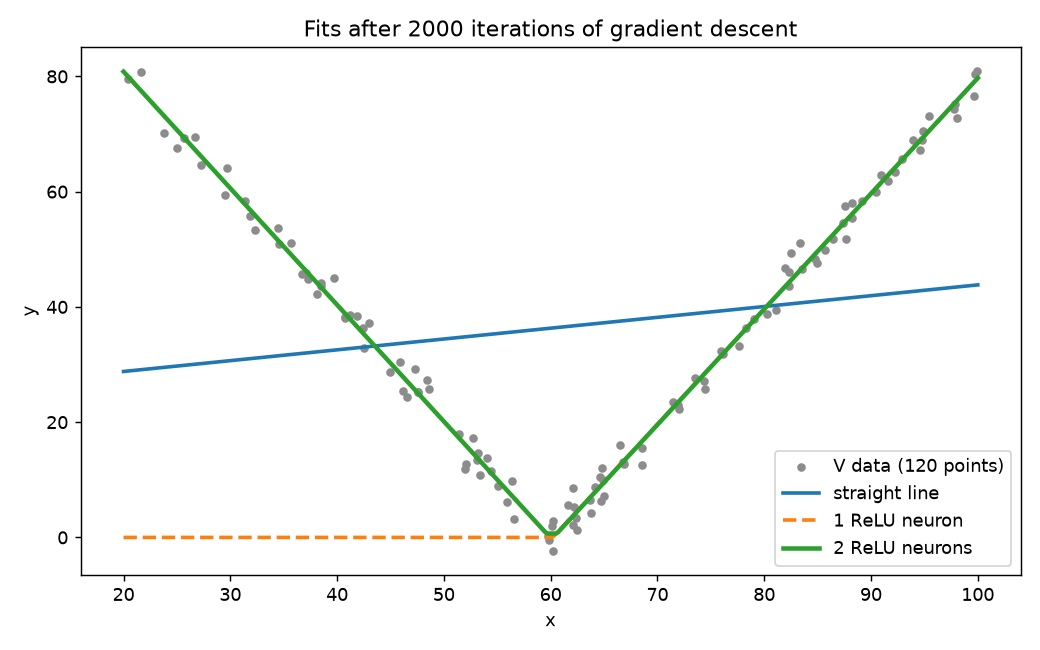 Fits after 2000 iterations of gradient descent
y
80
60
40
20
0
V data (120 points)
straight line
1 ReLU neuron
2 ReLU neurons
20 30 40 50 60 70 80 90 100
x